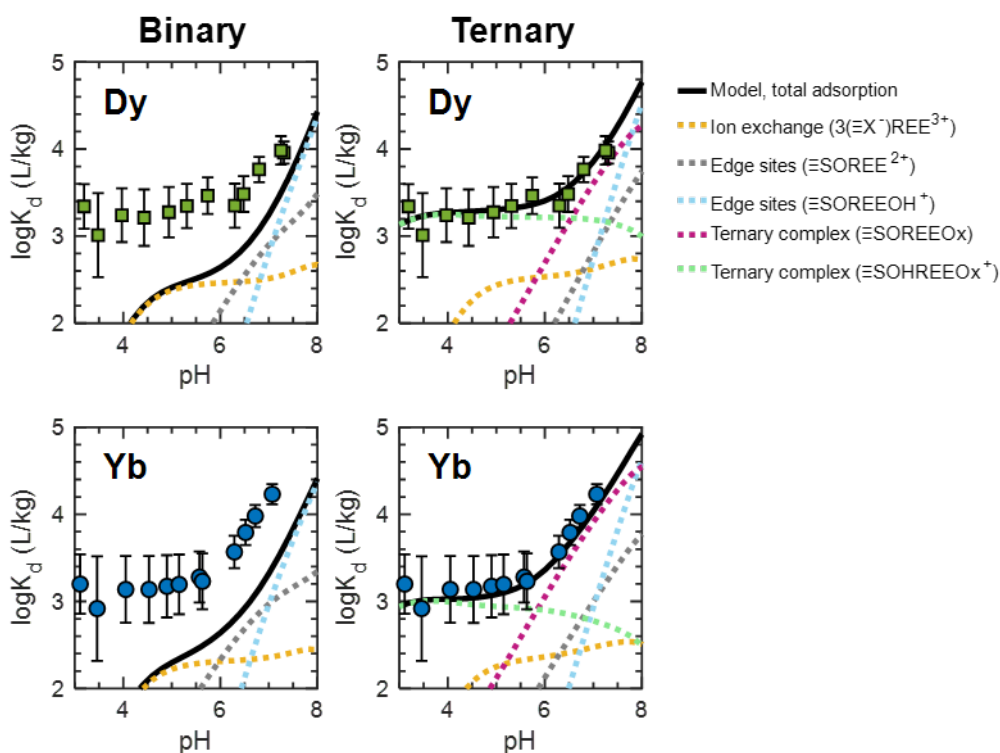 Binary
Ternary
5
4
3
2
logK_d (L/kg)
Dy
4
6
8
pH
5
4
3
2
logK_d (L/kg)
Dy
4
6
8
pH
Model, total adsorption
Ion exchange (3(≡X⁻)REE³⁺)
Edge sites (≡SOREE²⁺)
Edge sites (≡SOREEOH⁺)
Ternary complex (≡SOREEOx)
Ternary complex (≡SOHREEOx⁺)
5
4
3
2
logK_d (L/kg)
Yb
4
6
8
pH
5
4
3
2
logK_d (L/kg)
Yb
4
6
8
pH